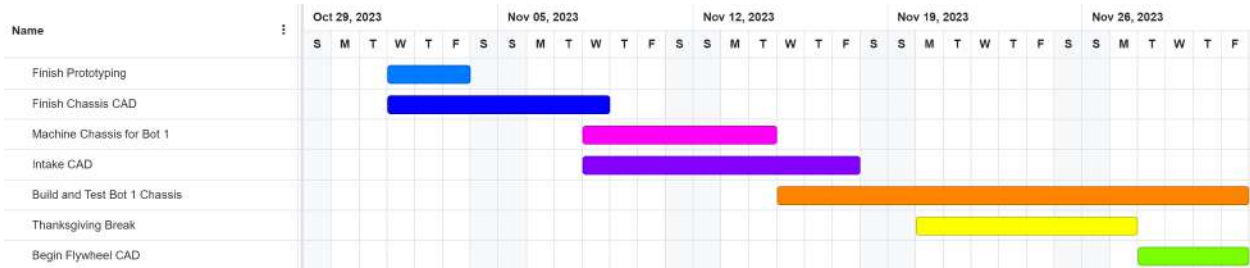 Name
Oct 29, 2023 Nov 05, 2023 Nov 12, 2023 Nov 19, 2023 Nov 26, 2023
S M T W T F S S M T W T F S S M T W T F S S M T W T F S S M T W T F
Finish Prototyping
Finish Chassis CAD
Machine Chassis for Bot 1
Intake CAD
Build and Test Bot 1 Chassis
Thanksgiving Break
Begin Flywheel CAD